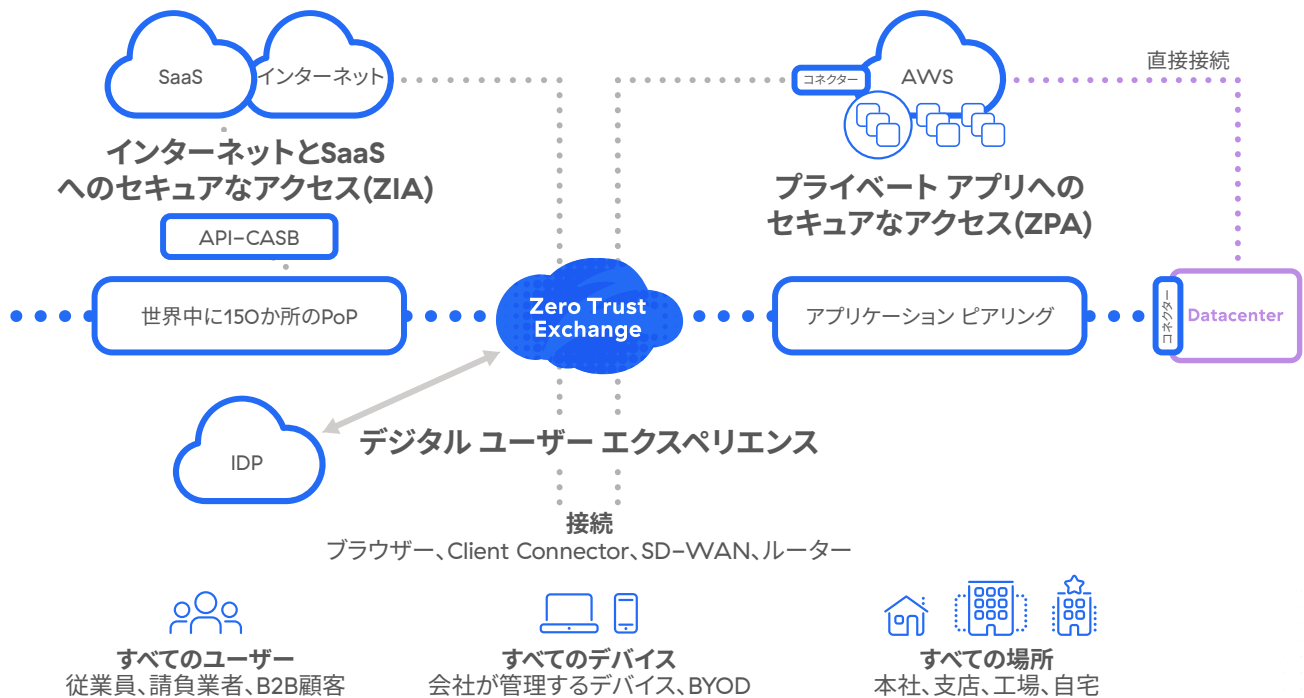 SaaS
インターネット
インターネットとSaaS
へのセキュアなアクセス(ZIA)
API-CASB
世界中に150か所のPoP
Zero Trust
Exchange
コネクター
AWS
直接接続
プライベート アプリへの
セキュアなアクセス(ZPA)
アプリケーション ピアリング
コネクター
Datacenter
IDP
デジタル ユーザー エクスペリエンス
接続
ブラウザー、Client Connector、SD-WAN、ルーター
すべてのユーザー
従業員、請負業者、B2B顧客
すべてのデバイス
会社が管理するデバイス、BYOD
すべての場所
本社、支店、工場、自宅